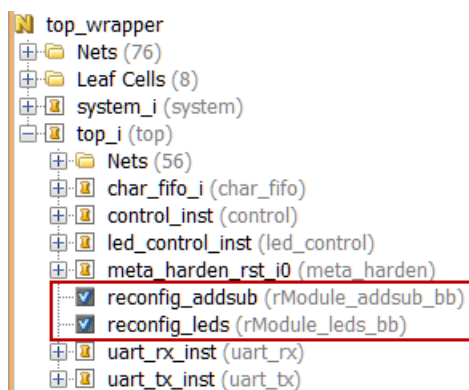 top_wrapper
Nets (76)
Leaf Cells (8)
system_i (system)
top_i (top)
Nets (56)
char_fifo_i (char_fifo)
control_inst (control)
led_control_inst (led_control)
meta_harden_rst_i0 (meta_harden)
reconfig_addsub (rModule_addsub_bb)
reconfig_leds (rModule_leds_bb)
uart_rx_inst (uart_rx)
uart_tx_inst (uart_tx)